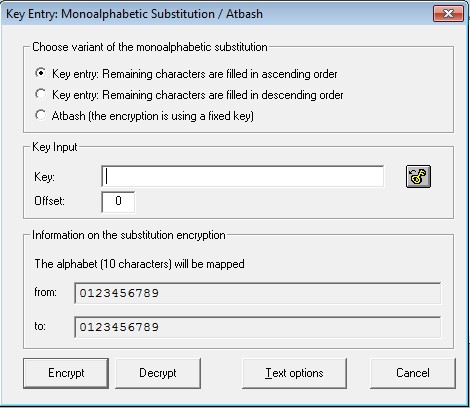 Key Entry: Monoalphabetic Substitution / Atbash
Choose variant of the monoalphabetic substitution
Key entry: Remaining characters are filled in ascending order
Key entry: Remaining characters are filled in descending order
Atbash (the encryption is using a fixed key)
Key Input
Key:
Offset: 0
Information on the substitution encryption
The alphabet (10 characters) will be mapped
from: 0123456789
to: 0123456789
Encrypt Decrypt Text options Cancel